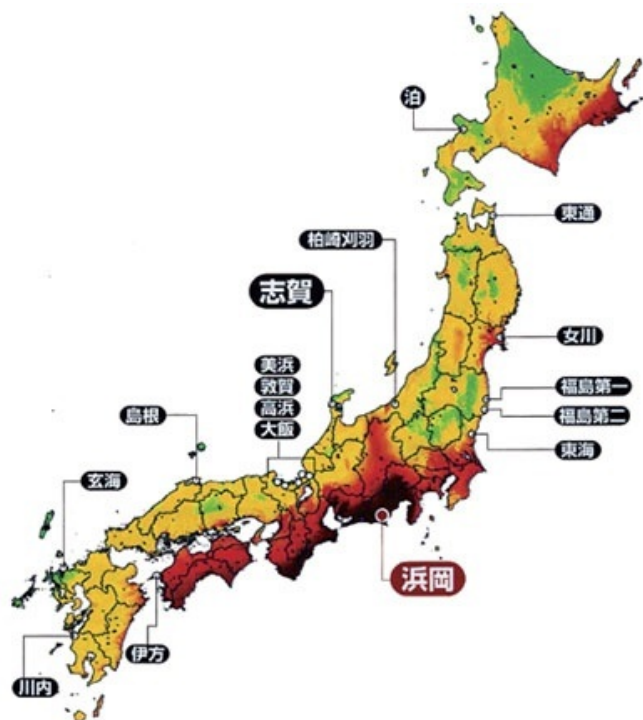 泊
東通
柏崎刈羽
志賀
女川
美浜
敦賀
高浜
大飯
福島第一
福島第二
島根
東海
玄海
浜岡
伊方
川内